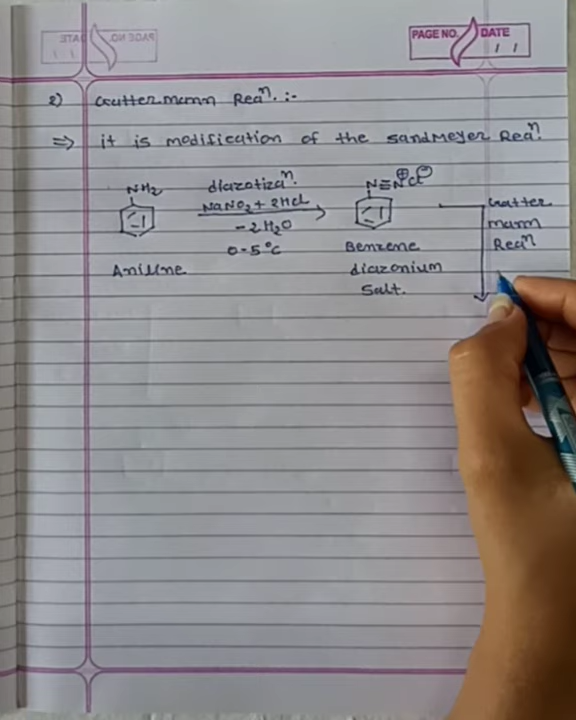 PAGE NO. DATE
/ /
2) Gattermann Reaⁿ. :-
⇒ it is modification of the Sandmeyer Reaⁿ.
NH₂ diazotizaⁿ. N≡N⊕Cl⊖
NaNO₂ + 2HCl Gatter
-2H₂O mann
0-5°C Benzene Reaⁿ
Aniline diazonium
Salt.